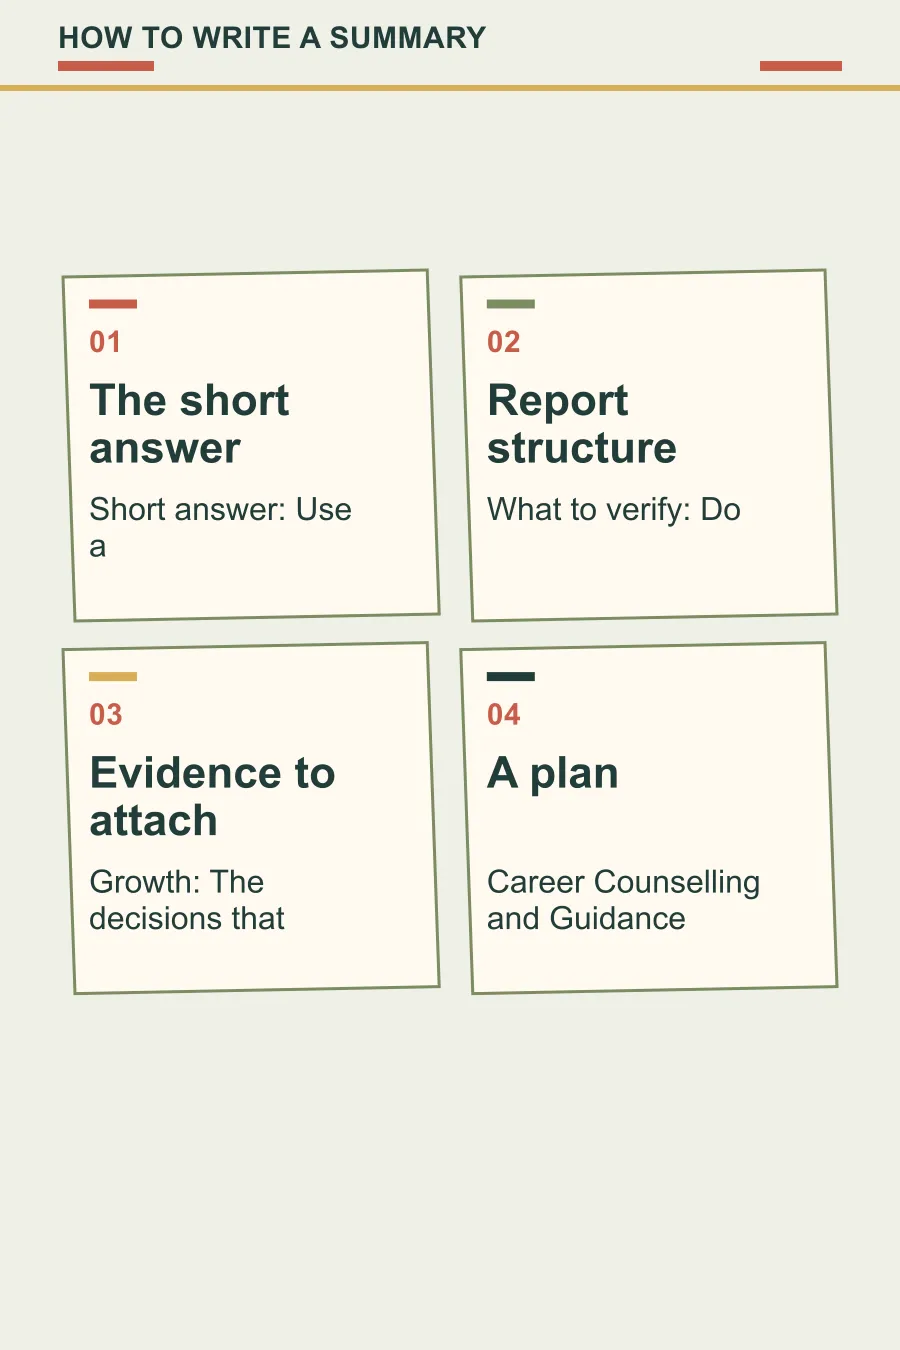 HOW TO WRITE A SUMMARY
01
The short
answer
Short answer: Use
a
02
Report
structure
What to verify: Do
03
Evidence to
attach
Growth: The
decisions that
04
A plan
Career Counselling
and Guidance